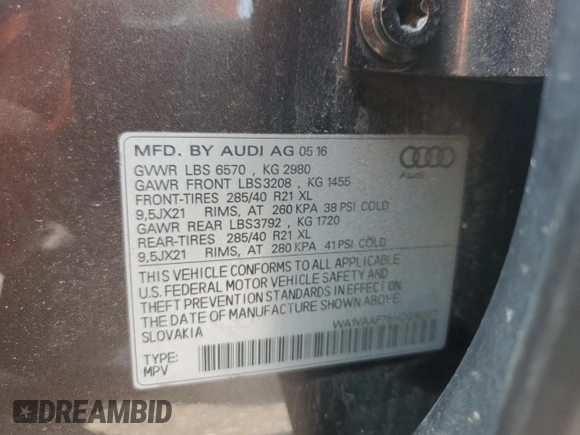 MFD. BY AUDI AG 05 16
GVWR LBS 6570 , KG 2980
GAWR FRONT LBS3208 , KG 1455
FRONT-TIRES 285/40 R21 XL
9,5JX21 RIMS, AT 260 KPA 38 PSI COLD
GAWR REAR LBS3792 , KG 1720
REAR-TIRES 285/40 R21 XL
9,5JX21 RIMS, AT 280 KPA 41 PSI COLD
Audi
THIS VEHICLE CONFORMS TO ALL APPLICABLE
U.S. FEDERAL MOTOR VEHICLE SAFETY AND
THEFT PREVENTION STANDARDS IN EFFECT ON
THE DATE OF MANUFACTURE SHOWN ABOVE
SLOVAKIA
TYPE:
MPV
DREAMBID